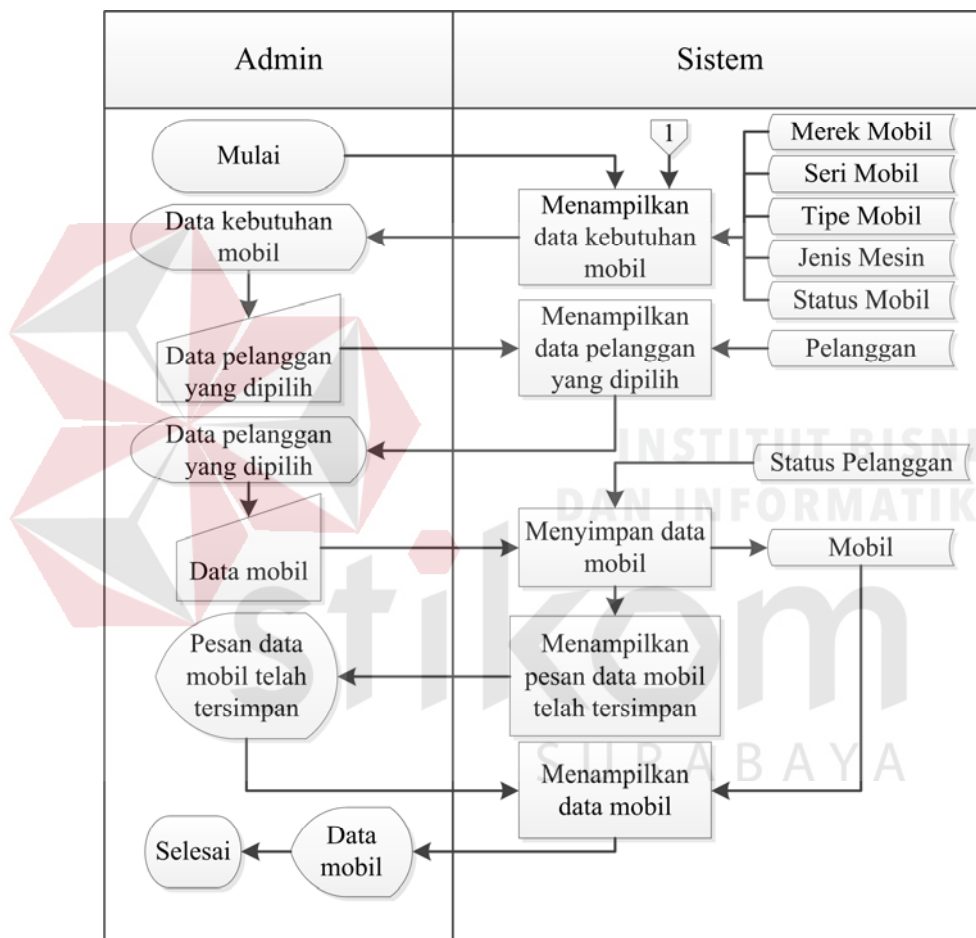 Admin
Sistem
Mulai
1
Merek Mobil
Seri Mobil
Tipe Mobil
Jenis Mesin
Status Mobil
Data kebutuhan
mobil
Menampilkan
data kebutuhan
mobil
Data pelanggan
yang dipilih
Menampilkan
data pelanggan
yang dipilih
Pelanggan
Data pelanggan
yang dipilih
INSTITUT BISNI
DAN INFORMATIK
Status Pelanggan
Data mobil
Menyimpan data
mobil
Mobil
stikom
SURABAYA
Pesan data
mobil telah
tersimpan
Menampilkan
pesan data mobil
telah tersimpan
Menampilkan
data mobil
Selesai
Data
mobil